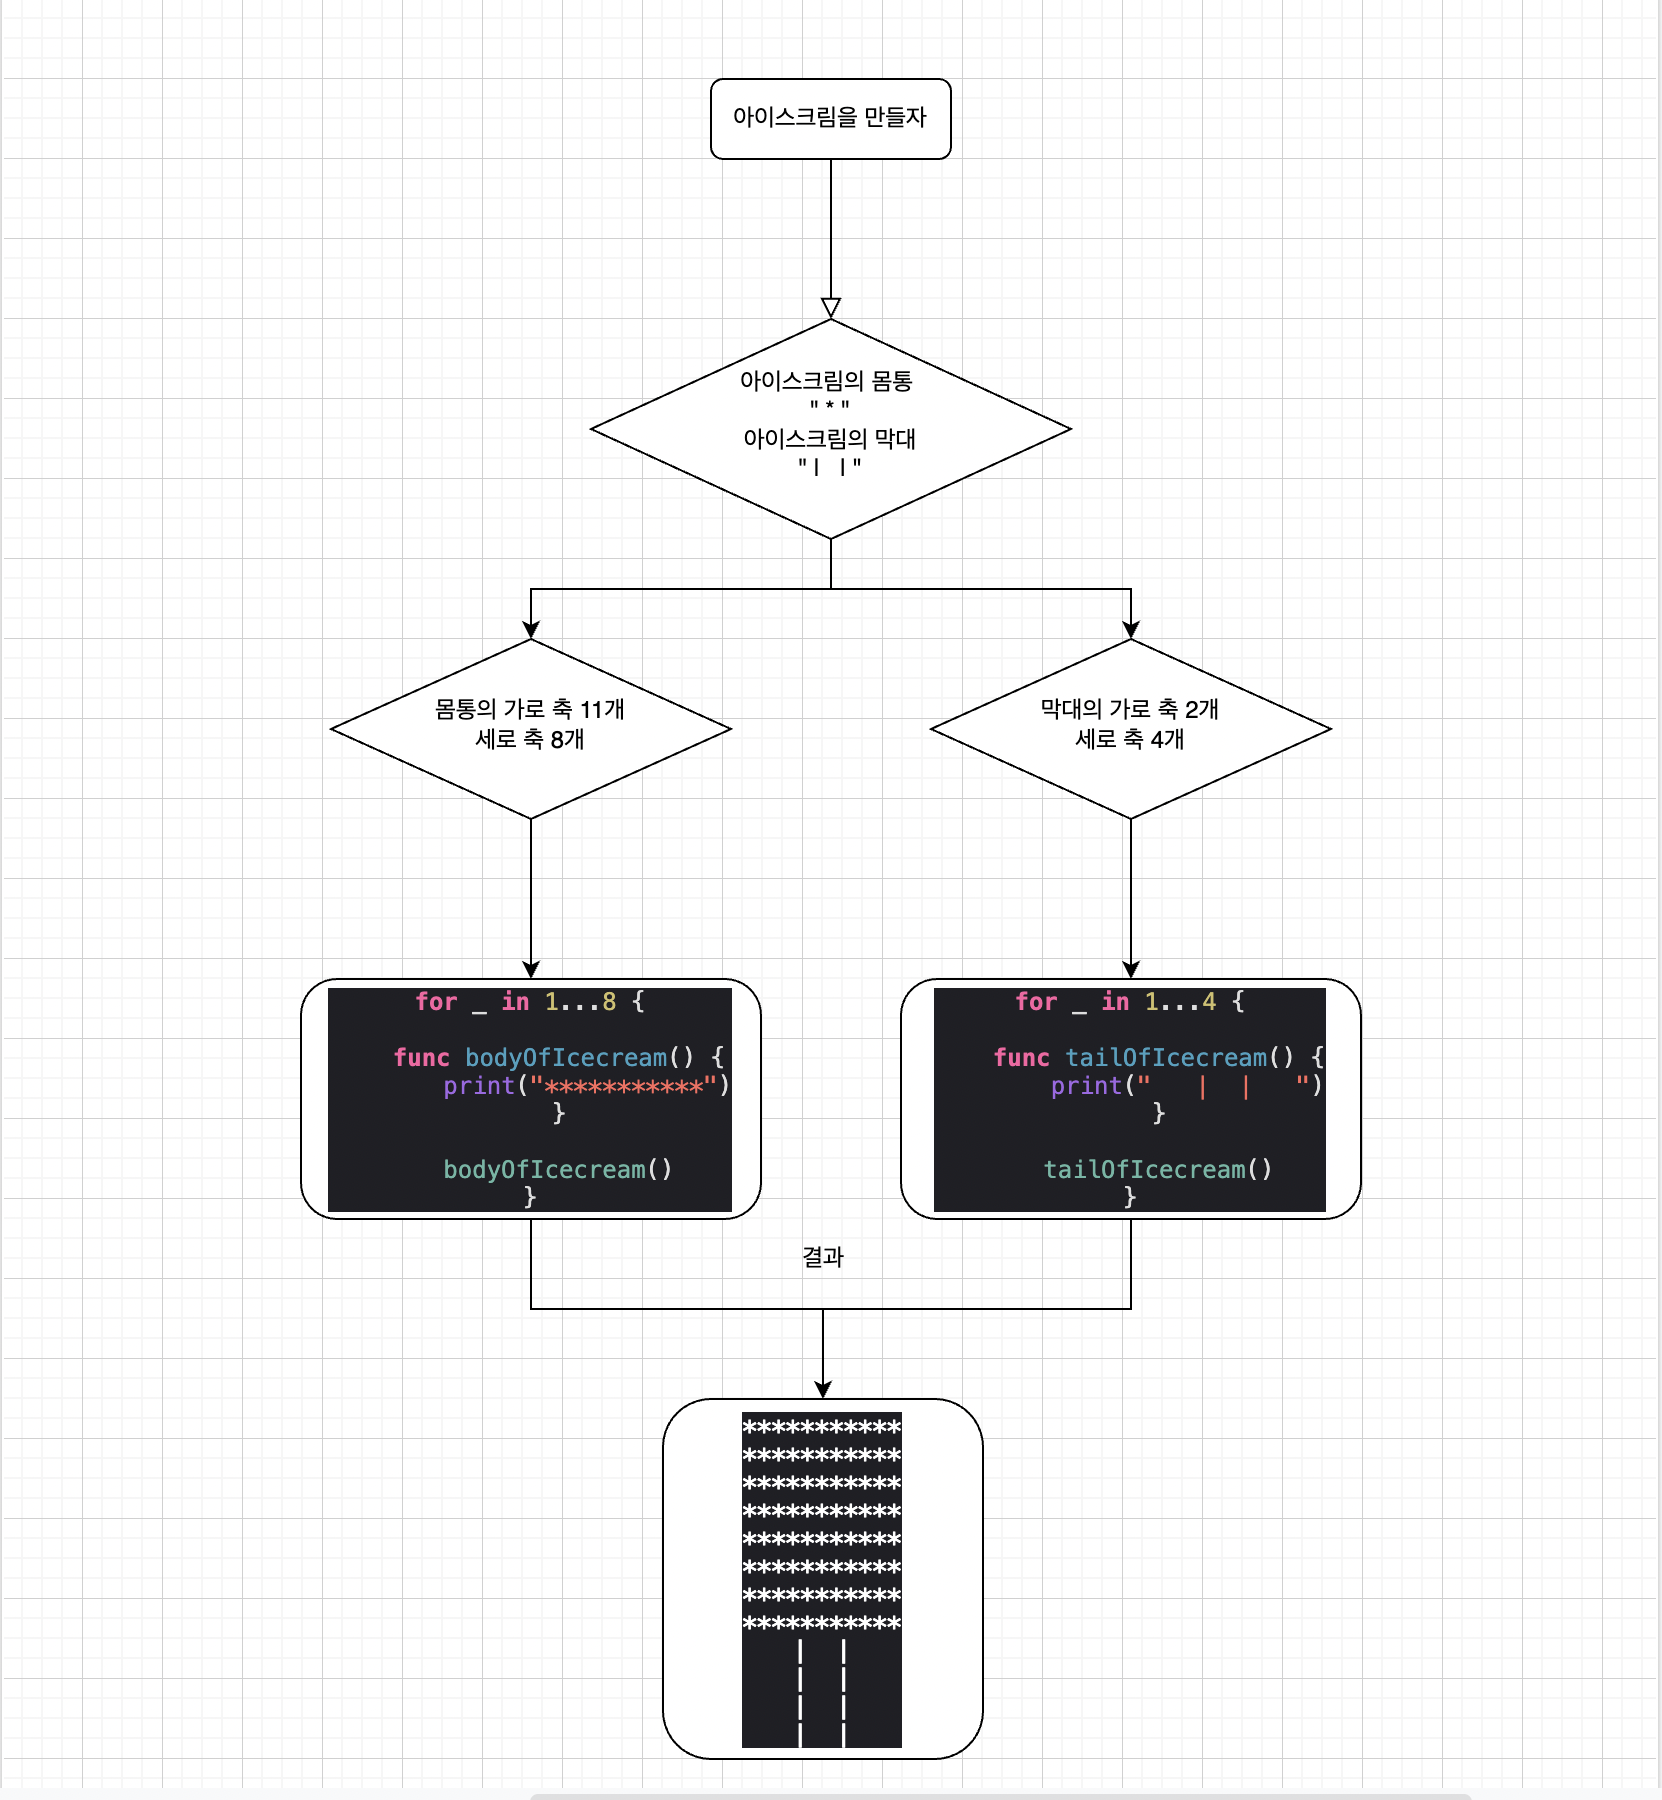 아이스크림을 만들자
아이스크림의 몸통
" * "
아이스크림의 막대
" |   | "
몸통의 가로 축 11개
세로 축 8개
막대의 가로 축 2개
세로 축 4개
for _ in 1...8 {
func bodyOfIcecream() {
print("***********")
}
bodyOfIcecream()
}
for _ in 1...4 {
func tailOfIcecream() {
print("   |  |   ")
}
tailOfIcecream()
}
결과
***********
***********
***********
***********
***********
***********
***********
***********
    |  |
    |  |
    |  |
    |  |